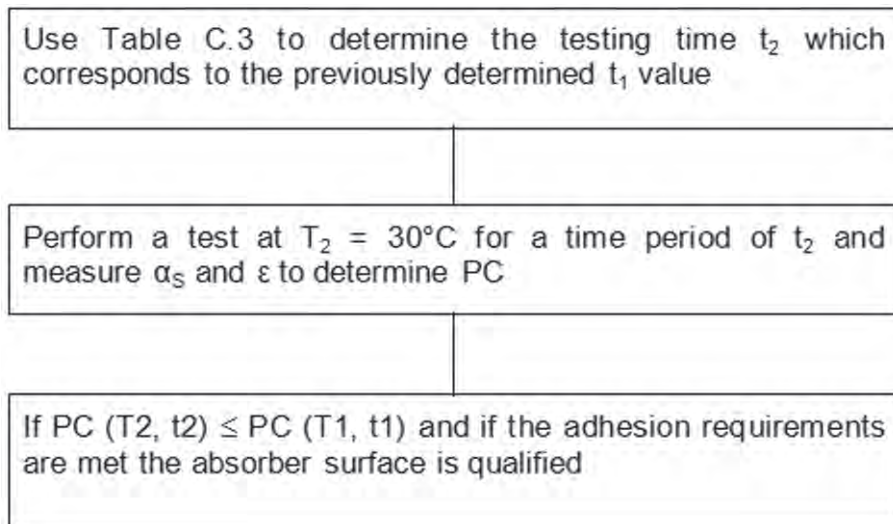 Use Table C.3 to determine the testing time t₂ which
corresponds to the previously determined t₁ value
Perform a test at T₂ = 30°C for a time period of t₂ and
measure αₛ and ε to determine PC
If PC (T2, t2) ≤ PC (T1, t1) and if the adhesion requirements
are met the absorber surface is qualified